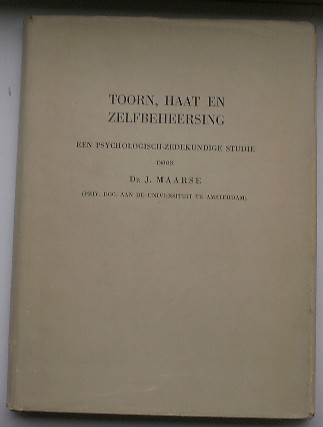 TOORN, HAAT EN
ZELFBEHEERSING
EEN PSYCHOLOGISCH-ZEDEKUNDIGE STUDIE
DOOR
DR J. MAARSE
(PRIV. DOC. AAN DE UNIVERSITEIT TE AMSTERDAM)